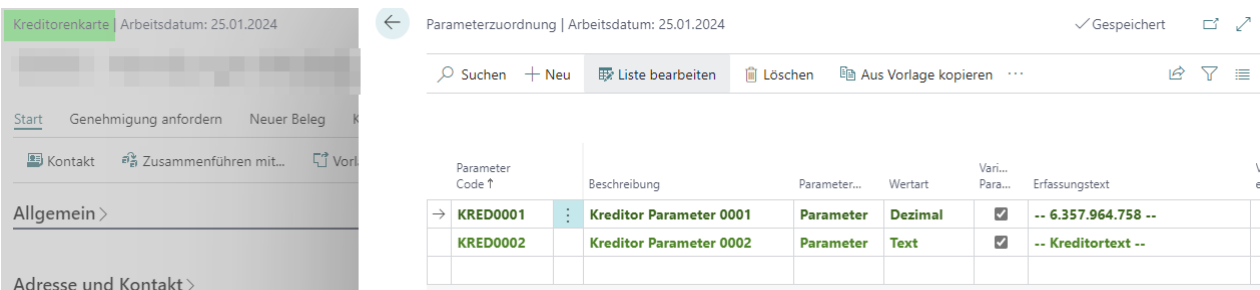 Kreditorenkarte | Arbeitsdatum: 25.01.2024
Start Genehmigung anfordern Neuer Beleg K
Kontakt Zusammenführen mit... Vorl
Allgemein >
Adresse und Kontakt >
Parameterzuordnung | Arbeitsdatum: 25.01.2024 ✓ Gespeichert
Suchen + Neu Liste bearbeiten Löschen Aus Vorlage kopieren ...
Parameter Code ↑ Beschreibung Parameter... Wertart Vari... Para... Erfassungstext V e
→ KRED0001 Kreditor Parameter 0001 Parameter Dezimal -- 6.357.964.758 --
KRED0002 Kreditor Parameter 0002 Parameter Text -- Kreditortext --